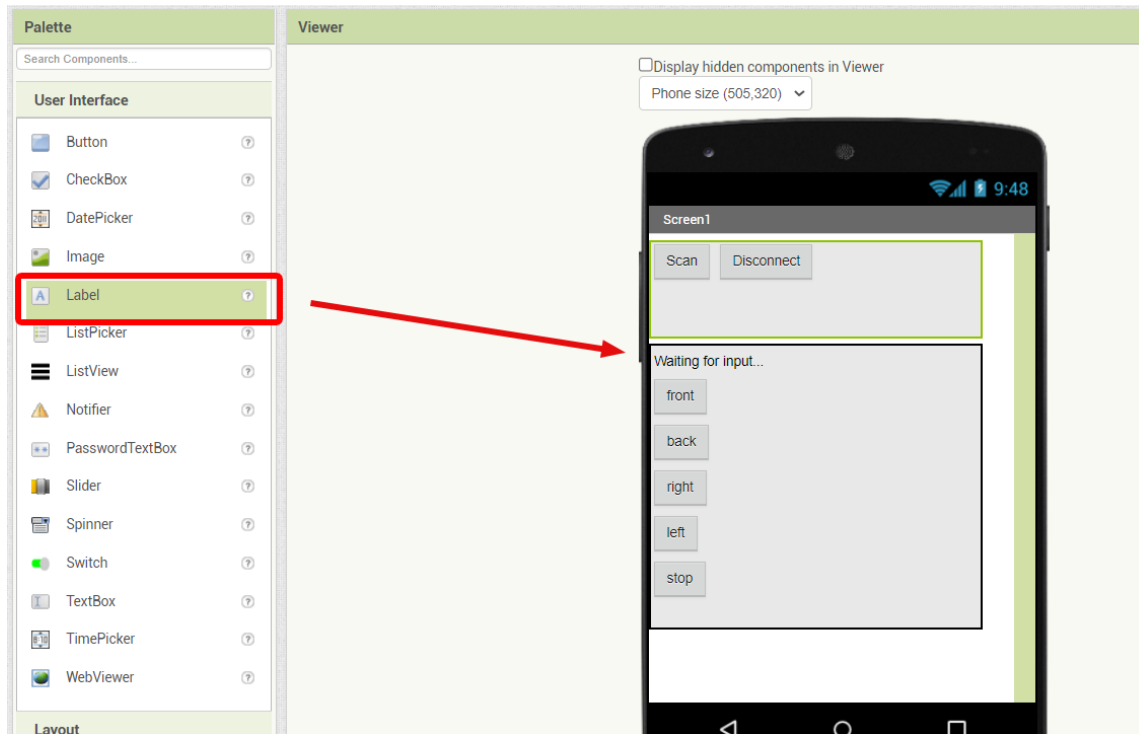 Palette
Search Components...
User Interface
Button
CheckBox
DatePicker
Image
Label
ListPicker
ListView
Notifier
PasswordTextBox
Slider
Spinner
Switch
TextBox
TimePicker
WebViewer
Layout
Viewer
Display hidden components in Viewer
Phone size (505,320)
9:48
Screen1
Scan Disconnect
Waiting for input...
front
back
right
left
stop